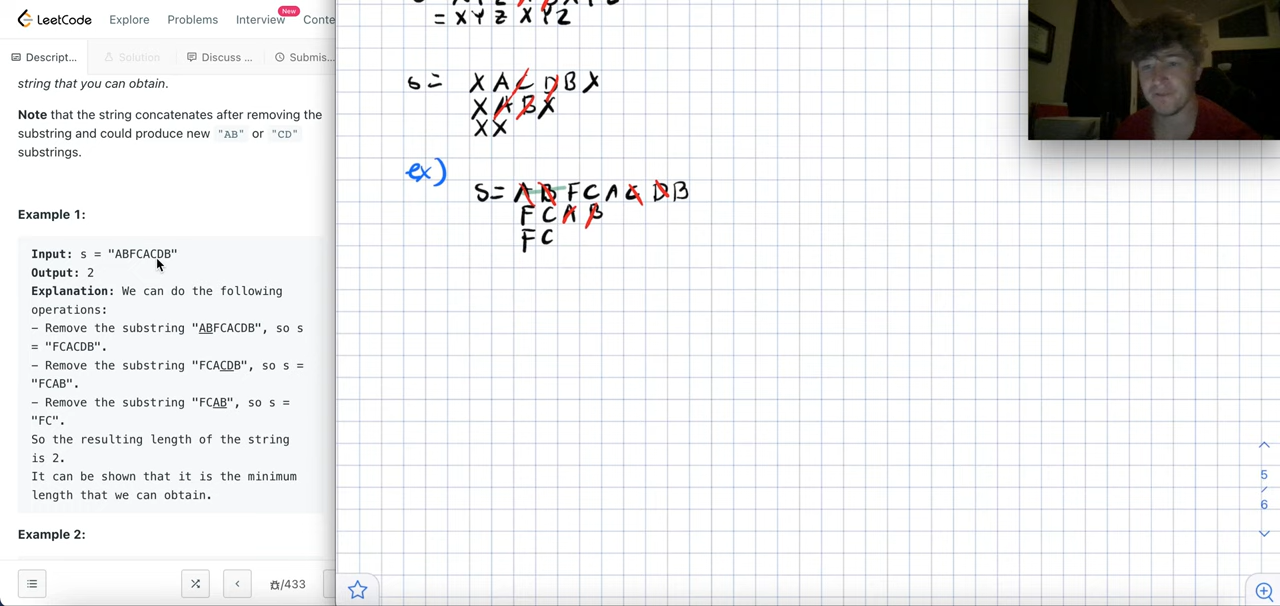 LeetCode Explore Problems Interview New Conte
Descript... Solution Discuss ... Submis...
string that you can obtain.
Note that the string concatenates after removing the
substring and could produce new "AB" or "CD"
substrings.
Example 1:
Input: s = "ABFCACDB"
Output: 2
Explanation: We can do the following
operations:
- Remove the substring "ABFCACDB", so s
= "FCACDB".
- Remove the substring "FCACDB", so s =
"FCAB".
- Remove the substring "FCAB", so s =
"FC".
So the resulting length of the string
is 2.
It can be shown that it is the minimum
length that we can obtain.
Example 2:
/433
= X Y Z X Y Z
S = X A C D B X
X A B X
X X
ex)
S = A B F C A C D B
F C A B
F C
5
/
6